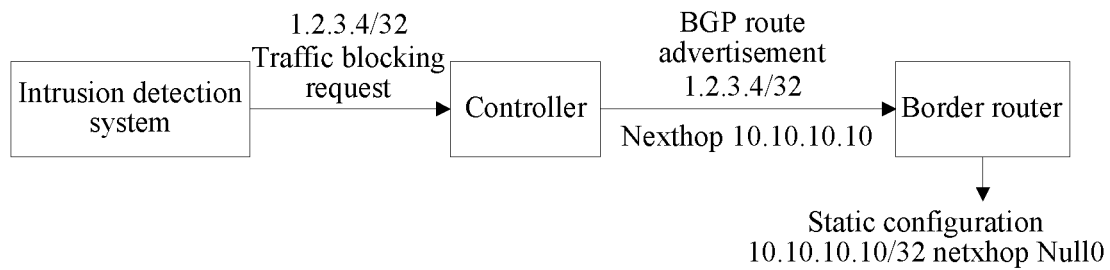 Intrusion detection
system
1.2.3.4/32
Traffic blocking
request
Controller
BGP route
advertisement
1.2.3.4/32
Nexthop 10.10.10.10
Border router
Static configuration
10.10.10.10/32 netxhop Null0